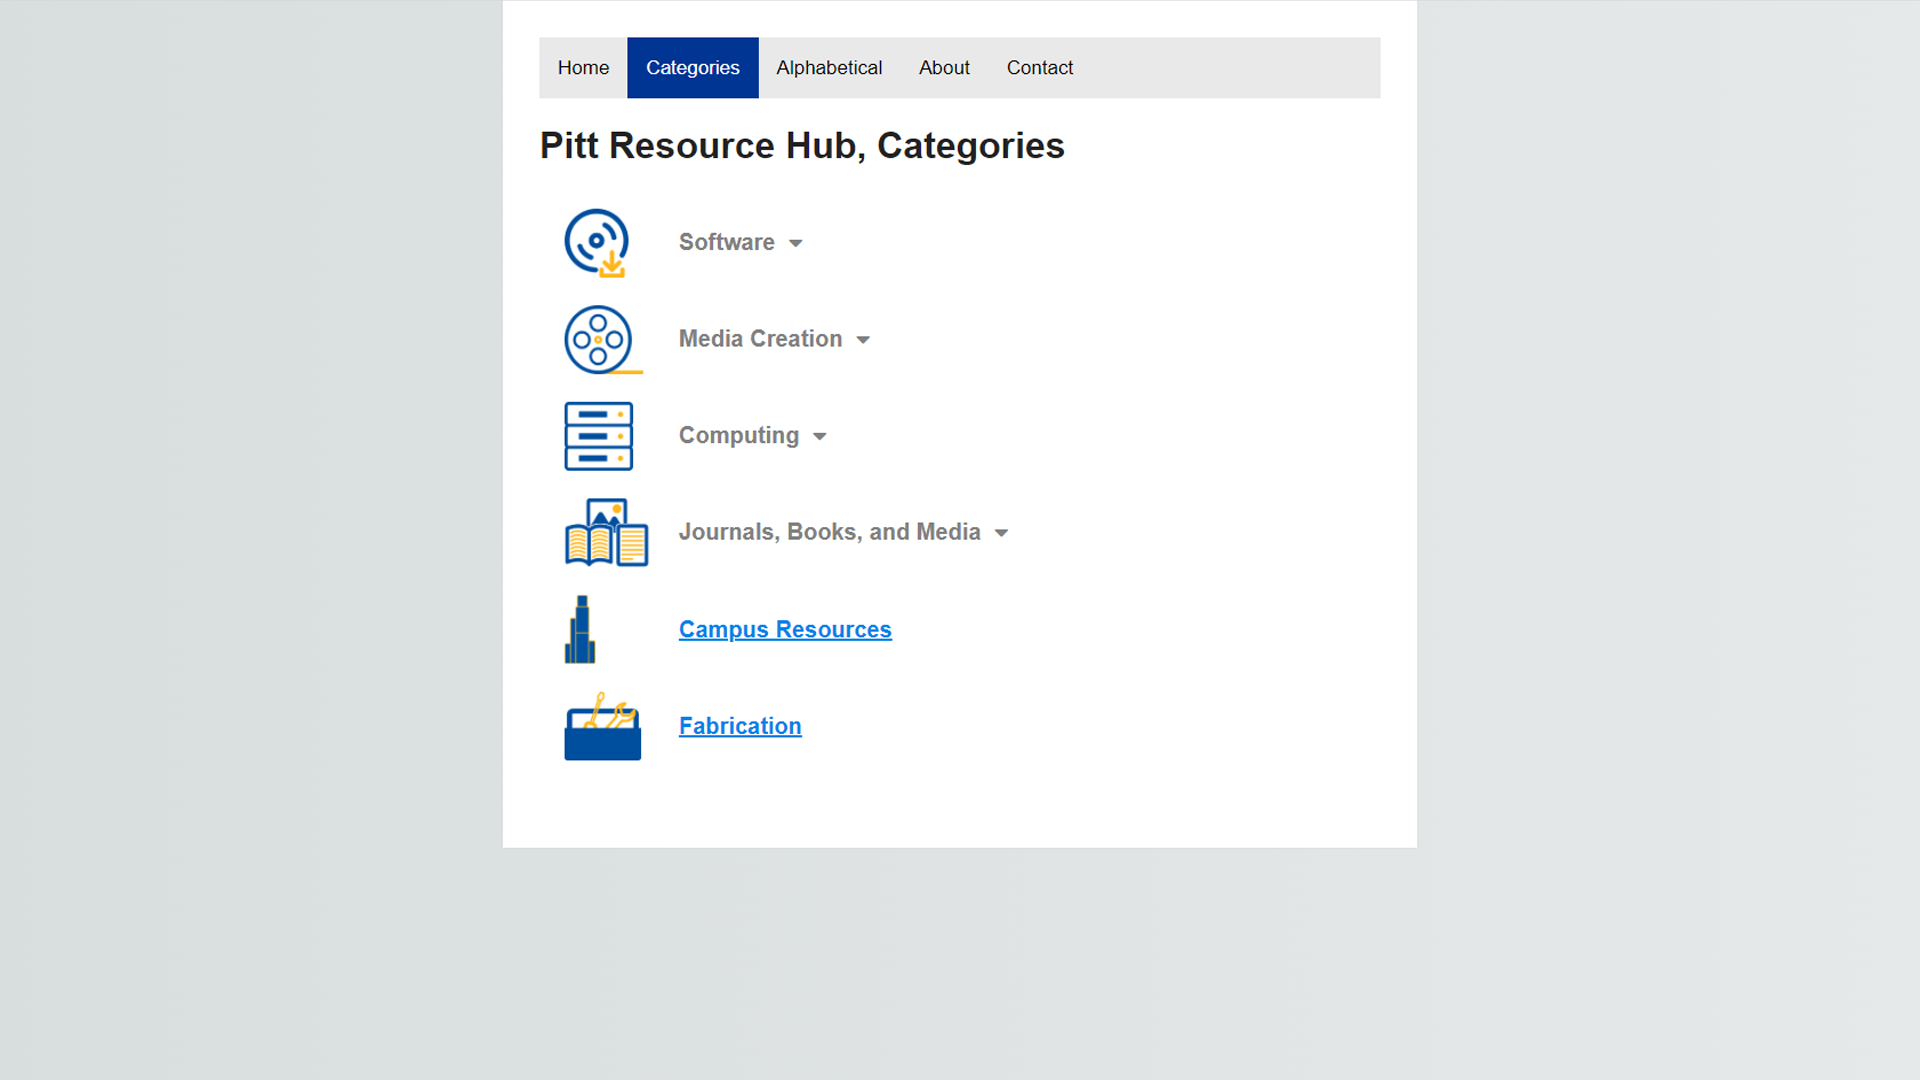 Home Categories Alphabetical About Contact
Pitt Resource Hub, Categories
Software
Media Creation
Computing
Journals, Books, and Media
Campus Resources
Fabrication